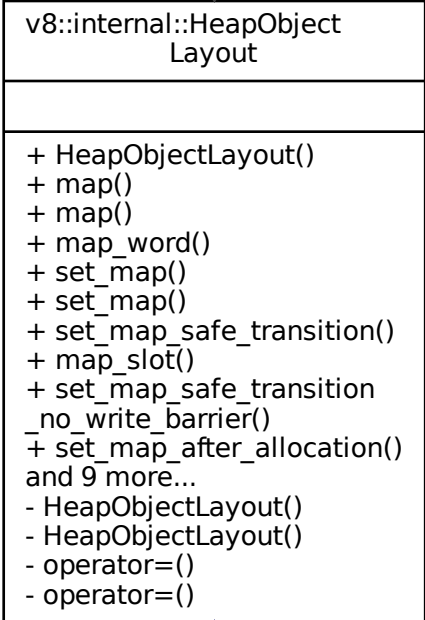 v8::internal::HeapObject
Layout
+ HeapObjectLayout()
+ map()
+ map()
+ map_word()
+ set_map()
+ set_map()
+ set_map_safe_transition()
+ map_slot()
+ set_map_safe_transition
_no_write_barrier()
+ set_map_after_allocation()
and 9 more...
- HeapObjectLayout()
- HeapObjectLayout()
- operator=()
- operator=()